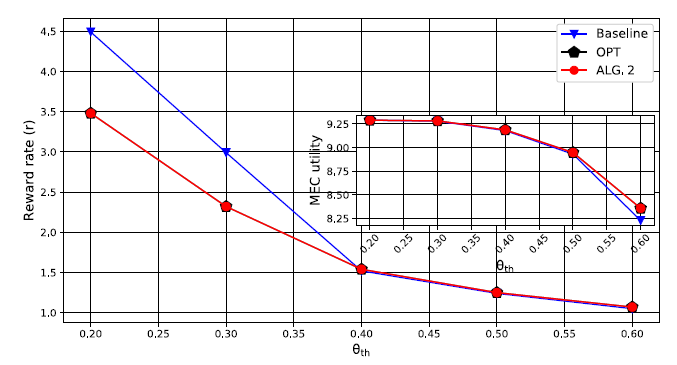 Baseline
OPT
ALG. 2
Reward rate (r)
4.5
4.0
3.5
3.0
2.5
2.0
1.5
1.0
0.20 0.25 0.30 0.35 0.40 0.45 0.50 0.55 0.60
θth
MEC utility
9.25
9.00
8.75
8.50
8.25
0.20 0.25 0.30 0.35 0.40 0.45 0.50 0.55 0.60
θth